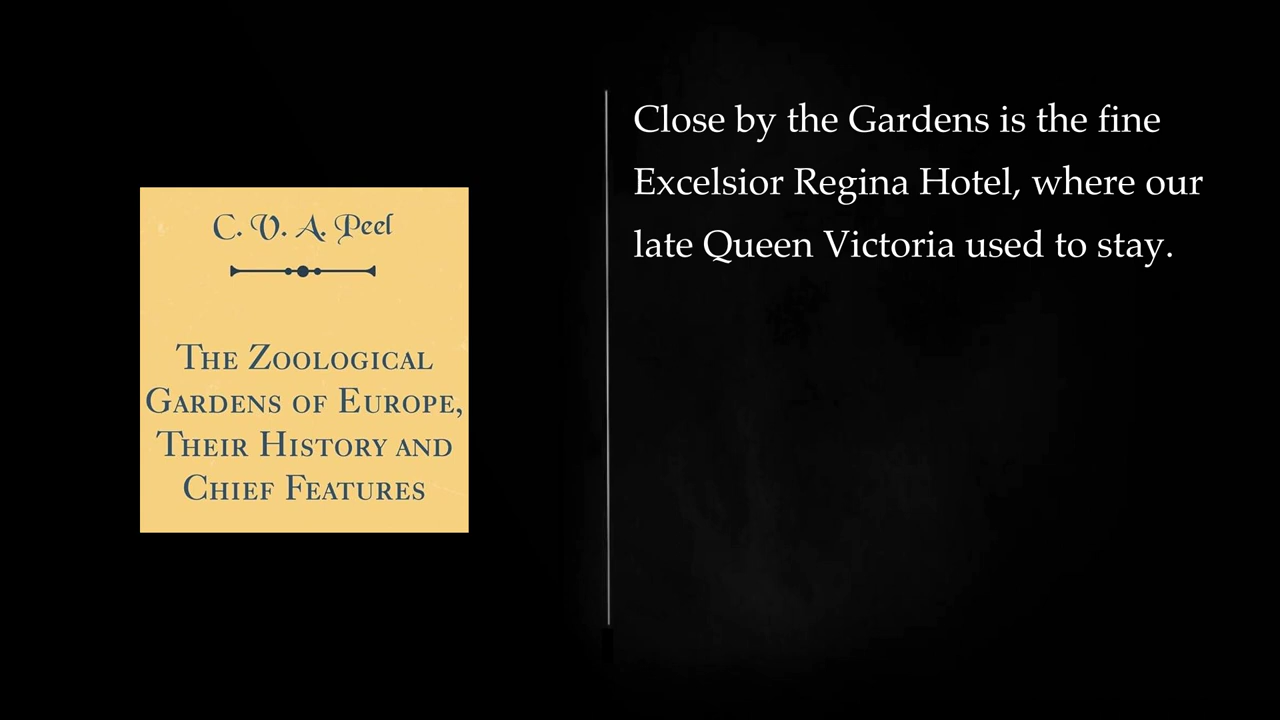 C. V. A. Peel
The Zoological
Gardens of Europe,
Their History and
Chief Features
Close by the Gardens is the fine
Excelsior Regina Hotel, where our
late Queen Victoria used to stay.